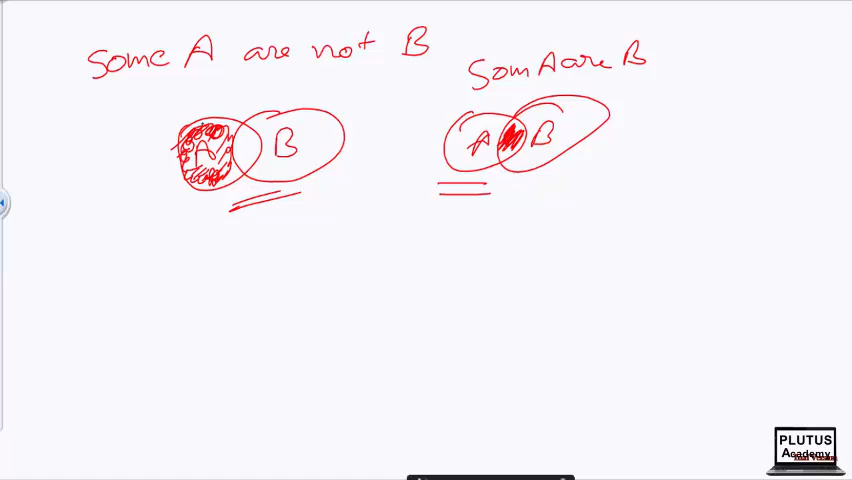 Some A are not B
Som A are B
A B
A B
PLUTUS
Academy